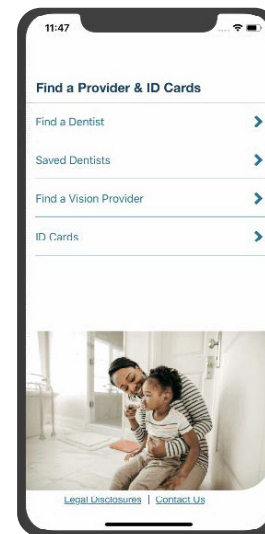 11:47
Find a Provider & ID Cards
Find a Dentist
Saved Dentists
Find a Vision Provider
ID Cards
Legal Disclosures | Contact Us